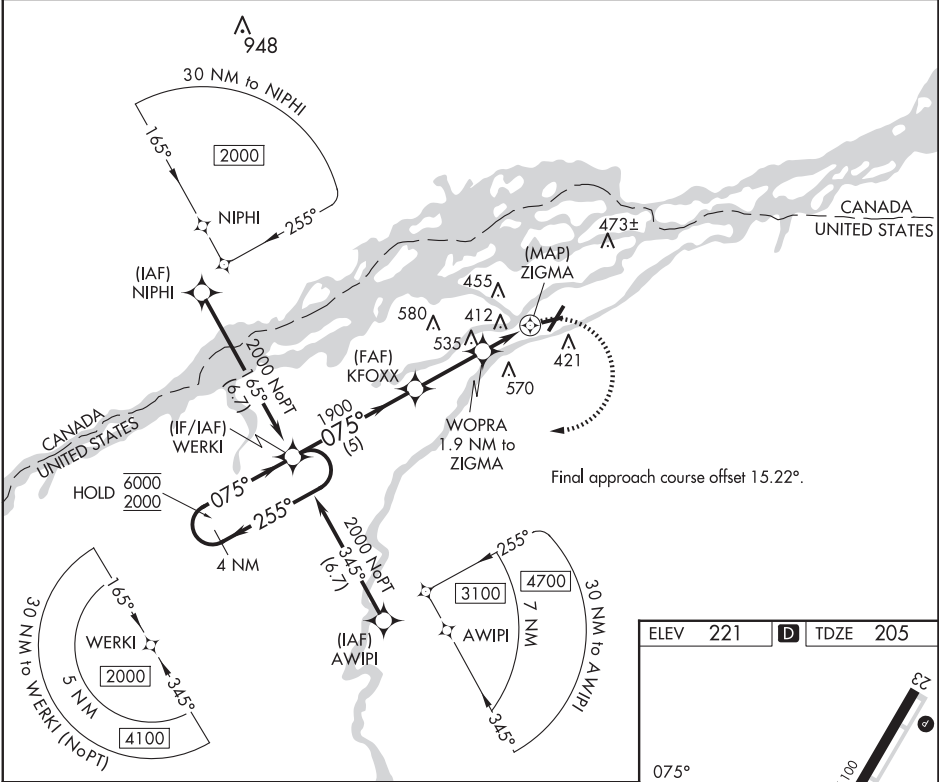 948
30 NM to NIPHI
165°
2000
NIPHI
255°
(IAF)
NIPHI
2000 NoPT
165°
(6.7)
CANADA
UNITED STATES
473±
(MAP)
ZIGMA
455
580
412
535
421
570
(FAF)
KFOXX
1900
075°
(5)
(IF/IAF)
WERKI
WOPRA
1.9 NM to
ZIGMA
CANADA
UNITED STATES
Final approach course offset 15.22°.
HOLD 6000
2000
075°
255°
4 NM
2000 NoPT
345°
(6.7)
(IAF)
AWIPI
165°
WERKI
2000
345°
5 NM
4100
30 NM to WERKI (NoPT)
255°
4700
3100
7 NM
AWIPI
345°
30 NM to AWIPI
ELEV 221 D TDZE 205
23
P
075°
100